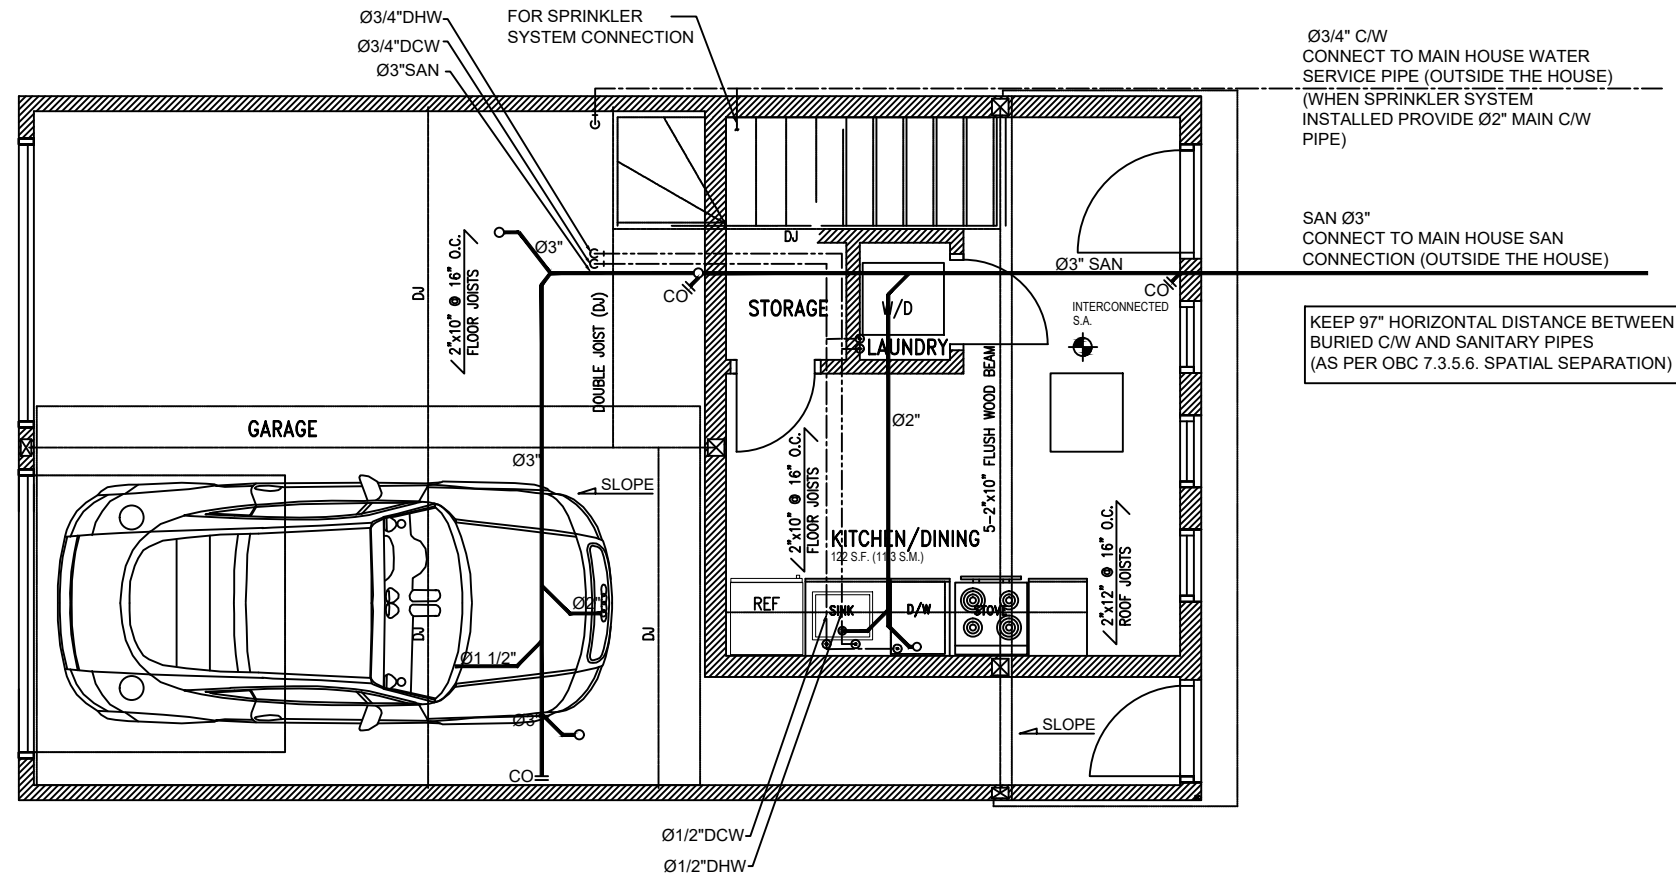 Ø3/4"DHW
Ø3/4"DCW
Ø3"SAN
FOR SPRINKLER
SYSTEM CONNECTION
Ø3/4" C/W
CONNECT TO MAIN HOUSE WATER
SERVICE PIPE (OUTSIDE THE HOUSE)
(WHEN SPRINKLER SYSTEM
INSTALLED PROVIDE Ø2" MAIN C/W
PIPE)
SAN Ø3"
CONNECT TO MAIN HOUSE SAN
CONNECTION (OUTSIDE THE HOUSE)
KEEP 97" HORIZONTAL DISTANCE BETWEEN
BURIED C/W AND SANITARY PIPES
(AS PER OBC 7.3.5.6. SPATIAL SEPARATION)
Ø3"
DJ
Ø3" SAN
CO
CO
2"x10" @ 16" O.C.
FLOOR JOISTS
DJ
DOUBLE JOIST (DJ)
STORAGE
W/D
LAUNDRY
INTERCONNECTED
S.A.
5-2"x10" FLUSH WOOD BEAM
GARAGE
Ø3"
Ø2"
SLOPE
2"x10" @ 16" O.C.
FLOOR JOISTS
KITCHEN/DINING
122 S.F. (11.3 S.M.)
2"x12" @ 16" O.C.
ROOF JOISTS
REF
SINK
D/W
STOVE
Ø2"
DJ
DJ
Ø1 1/2"
Ø3"
SLOPE
CO
Ø1/2"DCW
Ø1/2"DHW